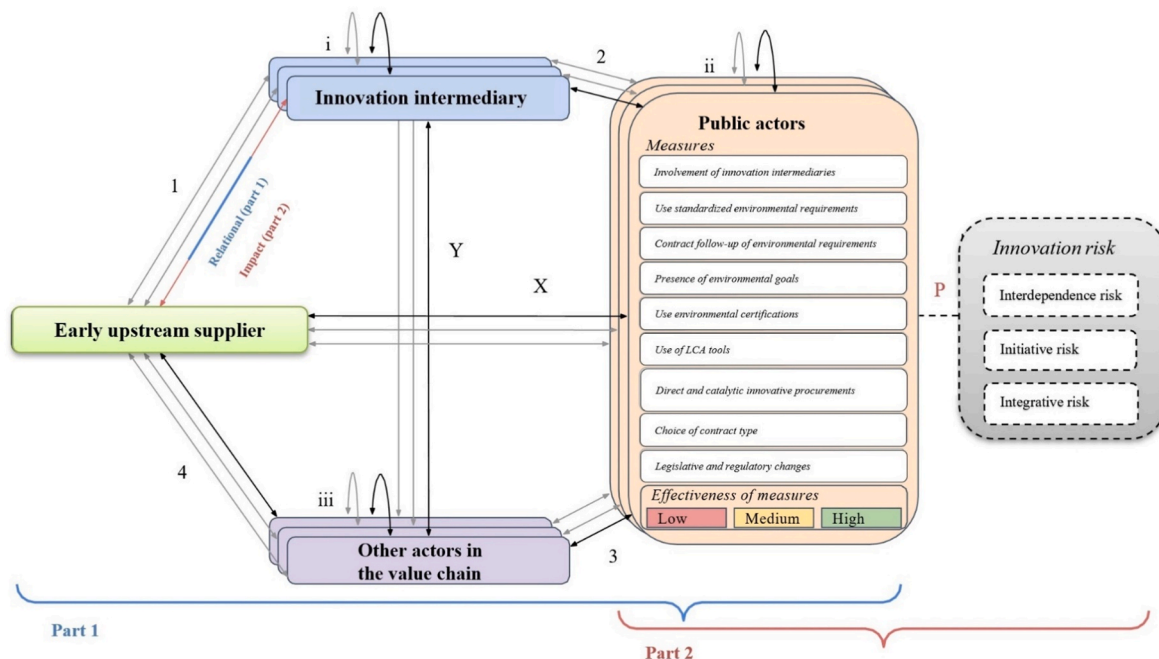 i
2
ii
Innovation intermediary
Public actors
Measures
Involvement of innovation intermediaries
Use standardized environmental requirements
Contract follow-up of environmental requirements
Presence of environmental goals
Use environmental certifications
Use of LCA tools
Direct and catalytic innovative procurements
Choice of contract type
Legislative and regulatory changes
Effectiveness of measures
Low
Medium
High
1
Relational (part 1)
Impact (part 2)
Y
X
P
Innovation risk
Interdependence risk
Initiative risk
Integrative risk
Early upstream supplier
4
iii
3
Other actors in
the value chain
Part 1
Part 2